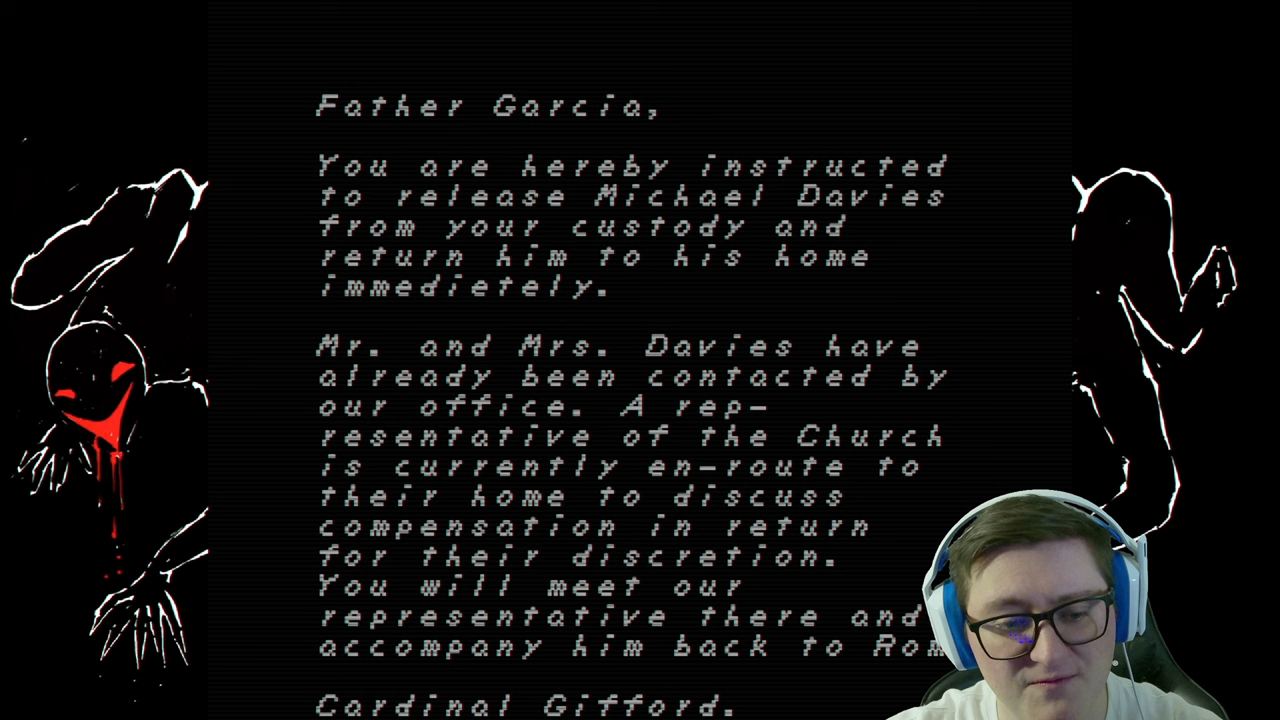 Father Garcia,
You are hereby instructed
to release Michael Davies
from your custody and
return him to his home
immedietely.
Mr. and Mrs. Davies have
already been contacted by
our office. A rep-
resentative of the Church
is currently en-route to
their home to discuss
compensation in return
for their discretion.
You will meet our
representative there and
accompany him back to Rom
Cardinal Gifford.